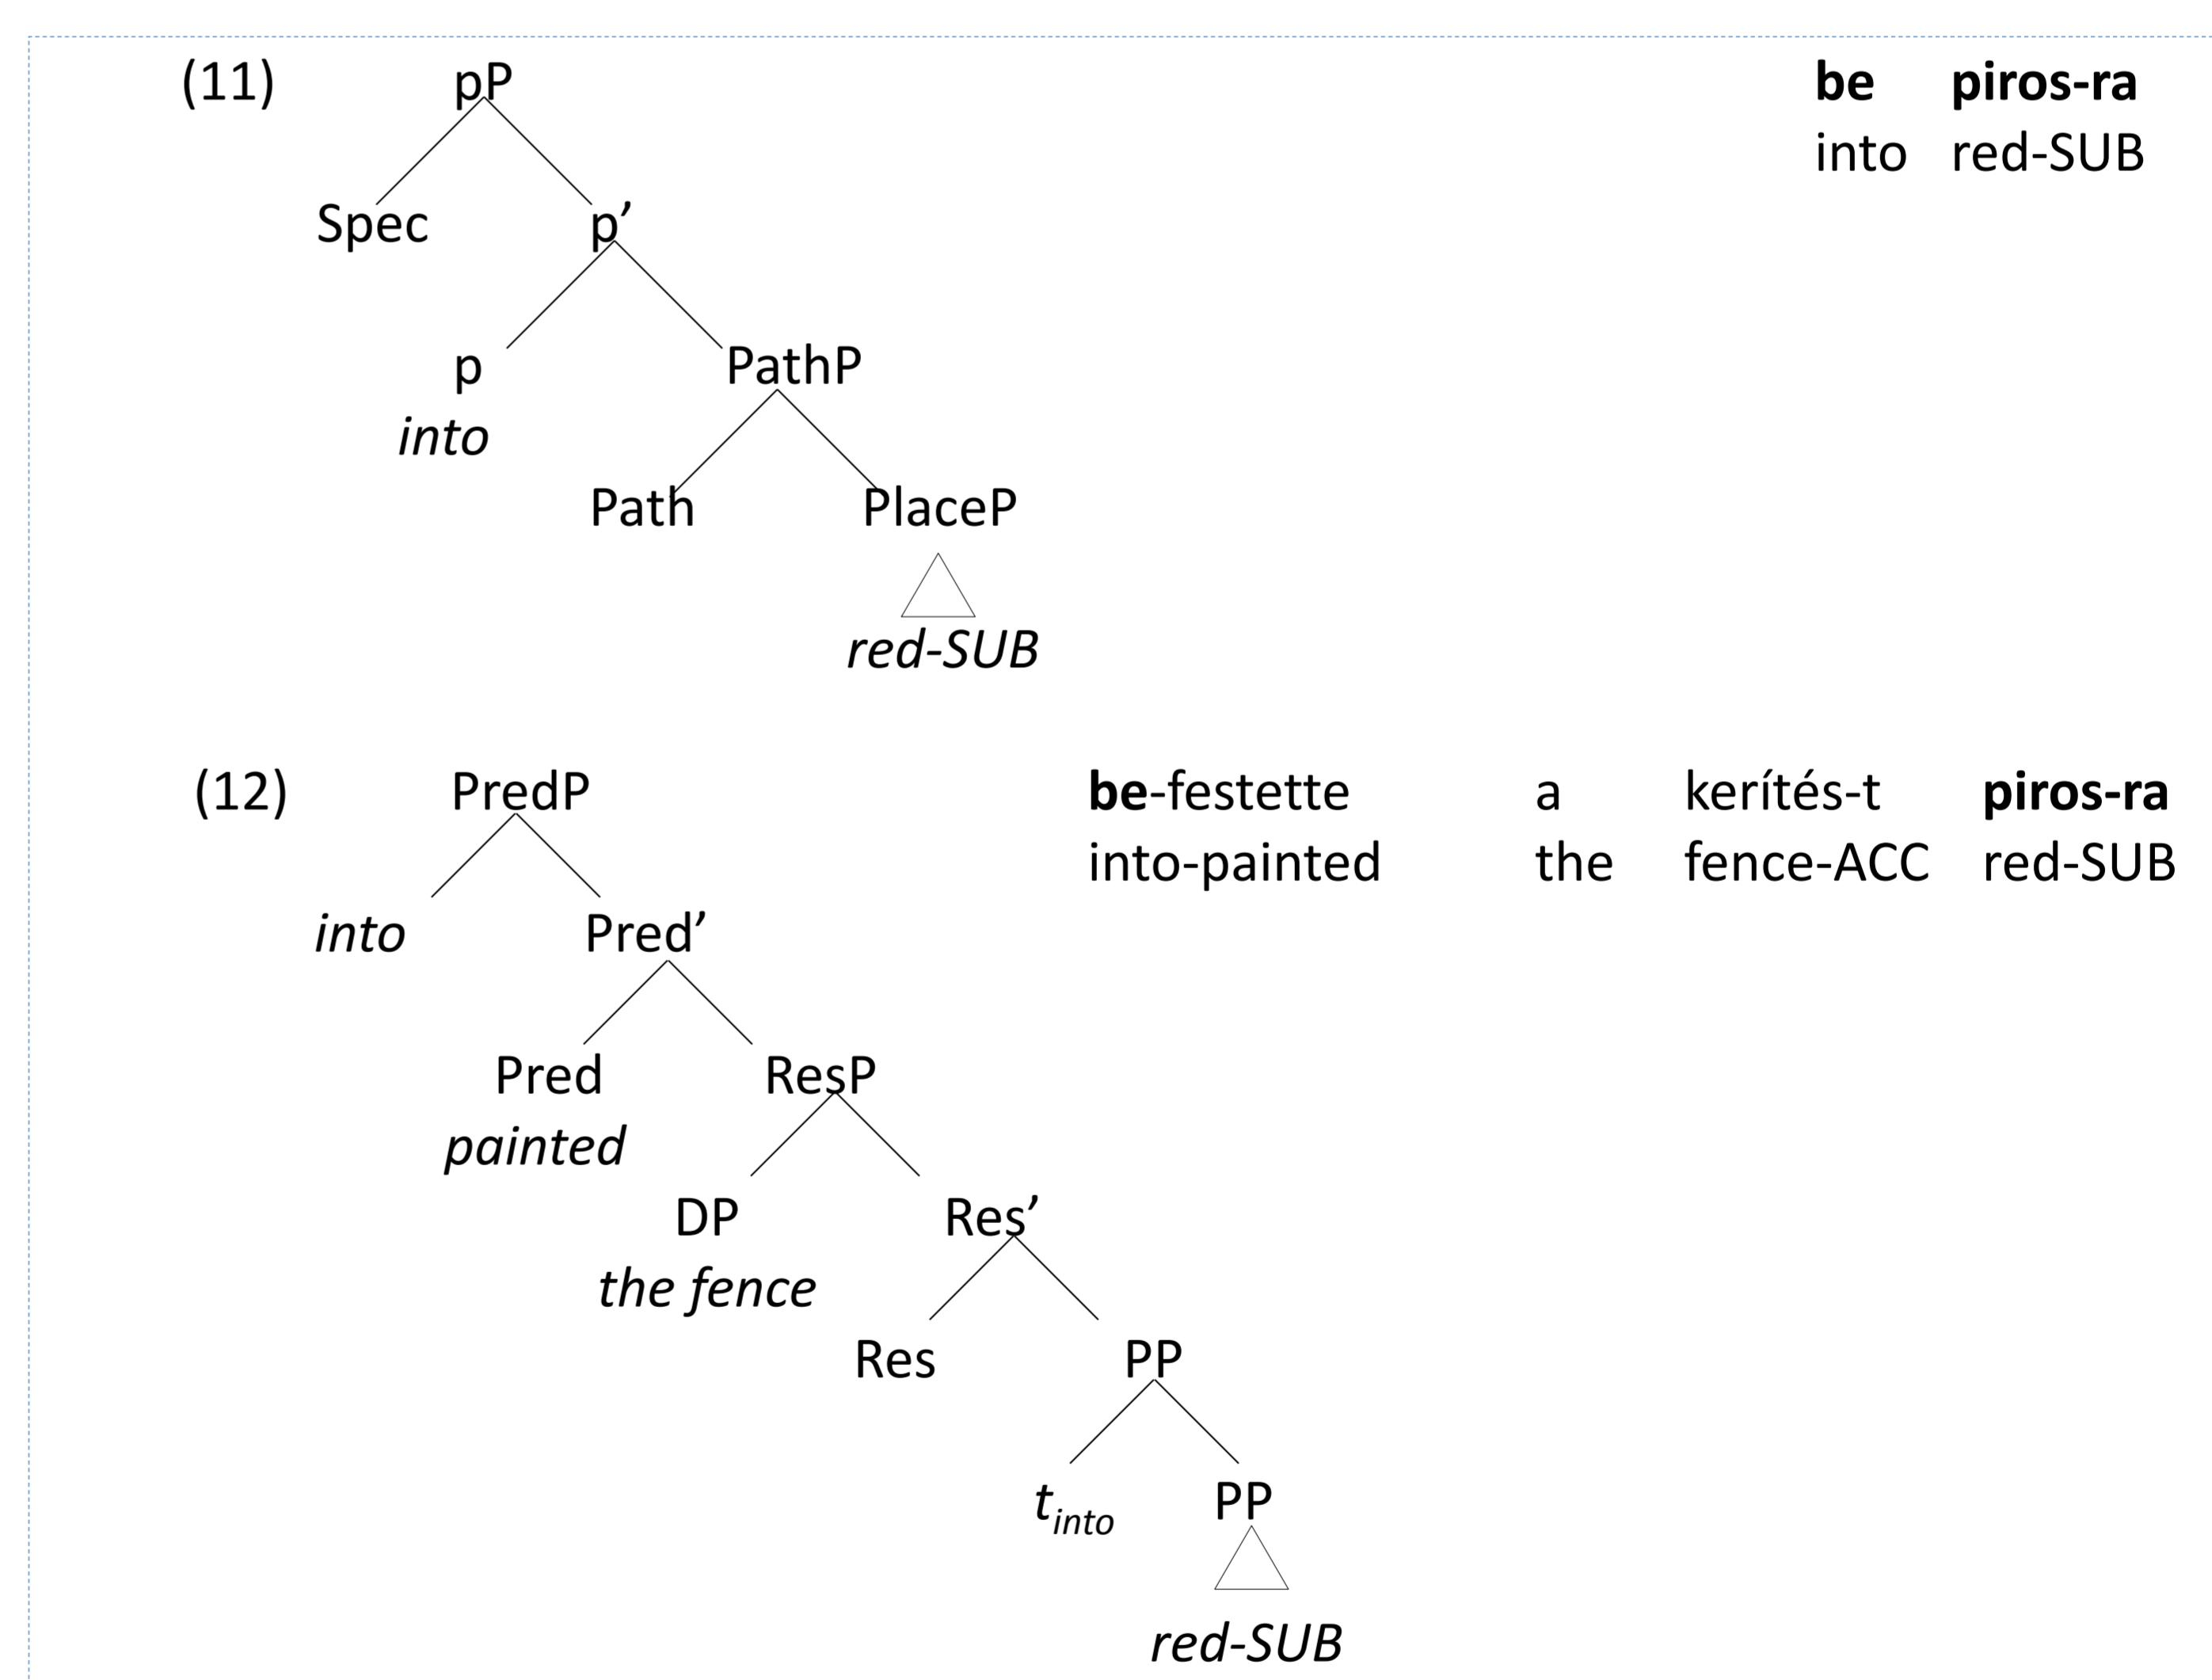 (11) pP be piros-ra
into red-SUB
Spec p’
p PathP
into
Path PlaceP
red-SUB
(12) PredP be-festette a kerítés-t piros-ra
into-painted the fence-ACC red-SUB
into Pred’
Pred ResP
painted
DP Res’
the fence
Res PP
t into PP
red-SUB